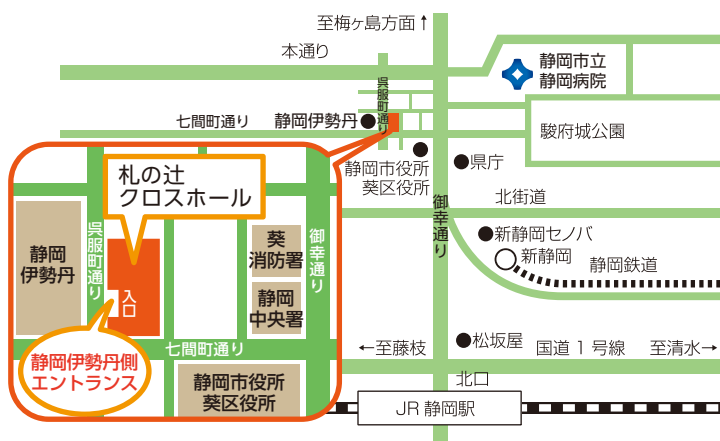 至梅ヶ島方面↑
本通り
静岡市立
静岡病院
呉服町通り
七間町通り
静岡伊勢丹
駿府城公園
静岡市役所
葵区役所
県庁
北街道
御幸通り
新静岡セノバ
新静岡
静岡鉄道
松坂屋
←至藤枝
国道1号線
至清水→
北口
JR静岡駅
札の辻
クロスホール
静岡
伊勢丹
呉服町通り
入口
葵
消防署
静岡
中央署
御幸通り
七間町通り
静岡伊勢丹側
エントランス
静岡市役所
葵区役所